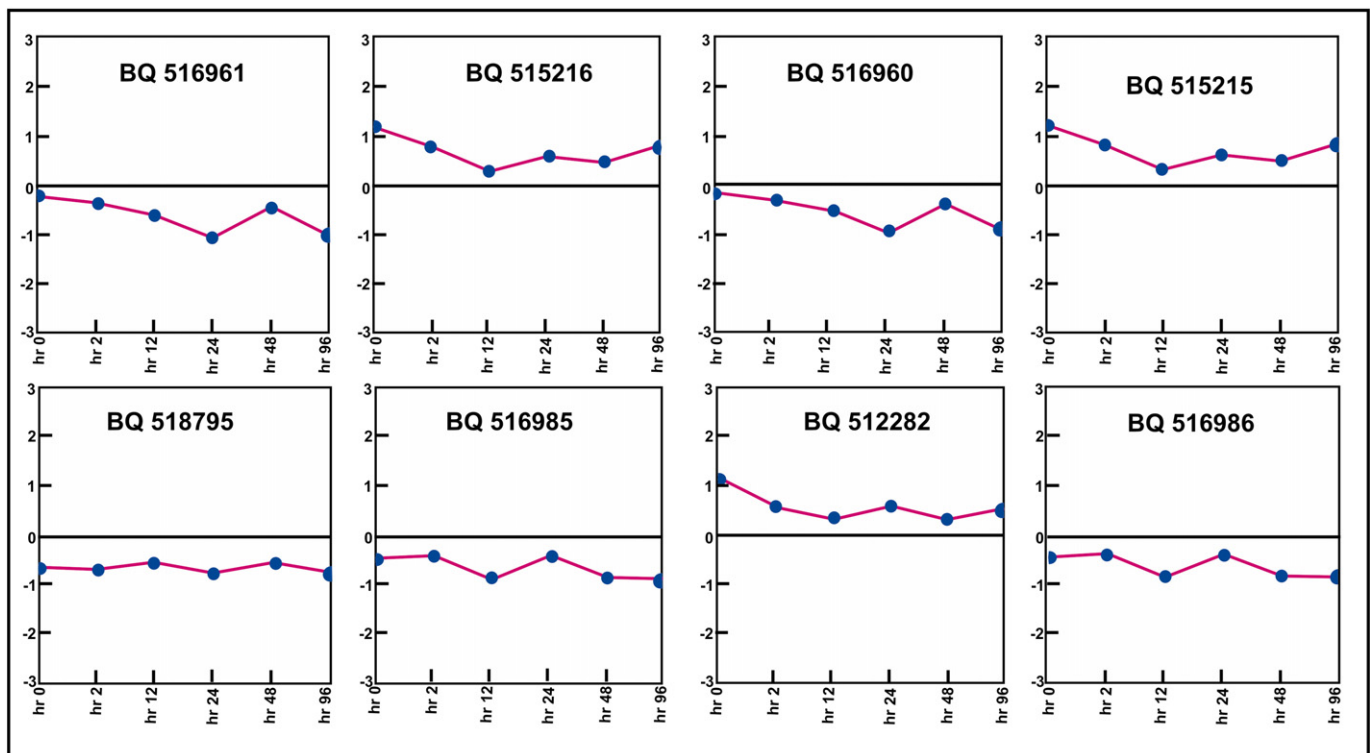 BQ 516961
3
2
1
0
-1
-2
-3
hr 0
hr 2
hr 12
hr 24
hr 48
hr 96
BQ 515216
3
2
1
0
-1
-2
-3
hr 0
hr 2
hr 12
hr 24
hr 48
hr 96
BQ 516960
3
2
1
0
-1
-2
-3
hr 0
hr 2
hr 12
hr 24
hr 48
hr 96
BQ 515215
3
2
1
0
-1
-2
-3
hr 0
hr 2
hr 12
hr 24
hr 48
hr 96
BQ 518795
3
2
1
0
-1
-2
-3
hr 0
hr 2
hr 12
hr 24
hr 48
hr 96
BQ 516985
3
2
1
0
-1
-2
-3
hr 0
hr 2
hr 12
hr 24
hr 48
hr 96
BQ 512282
3
2
1
0
-1
-2
-3
hr 0
hr 2
hr 12
hr 24
hr 48
hr 96
BQ 516986
3
2
1
0
-1
-2
-3
hr 0
hr 2
hr 12
hr 24
hr 48
hr 96